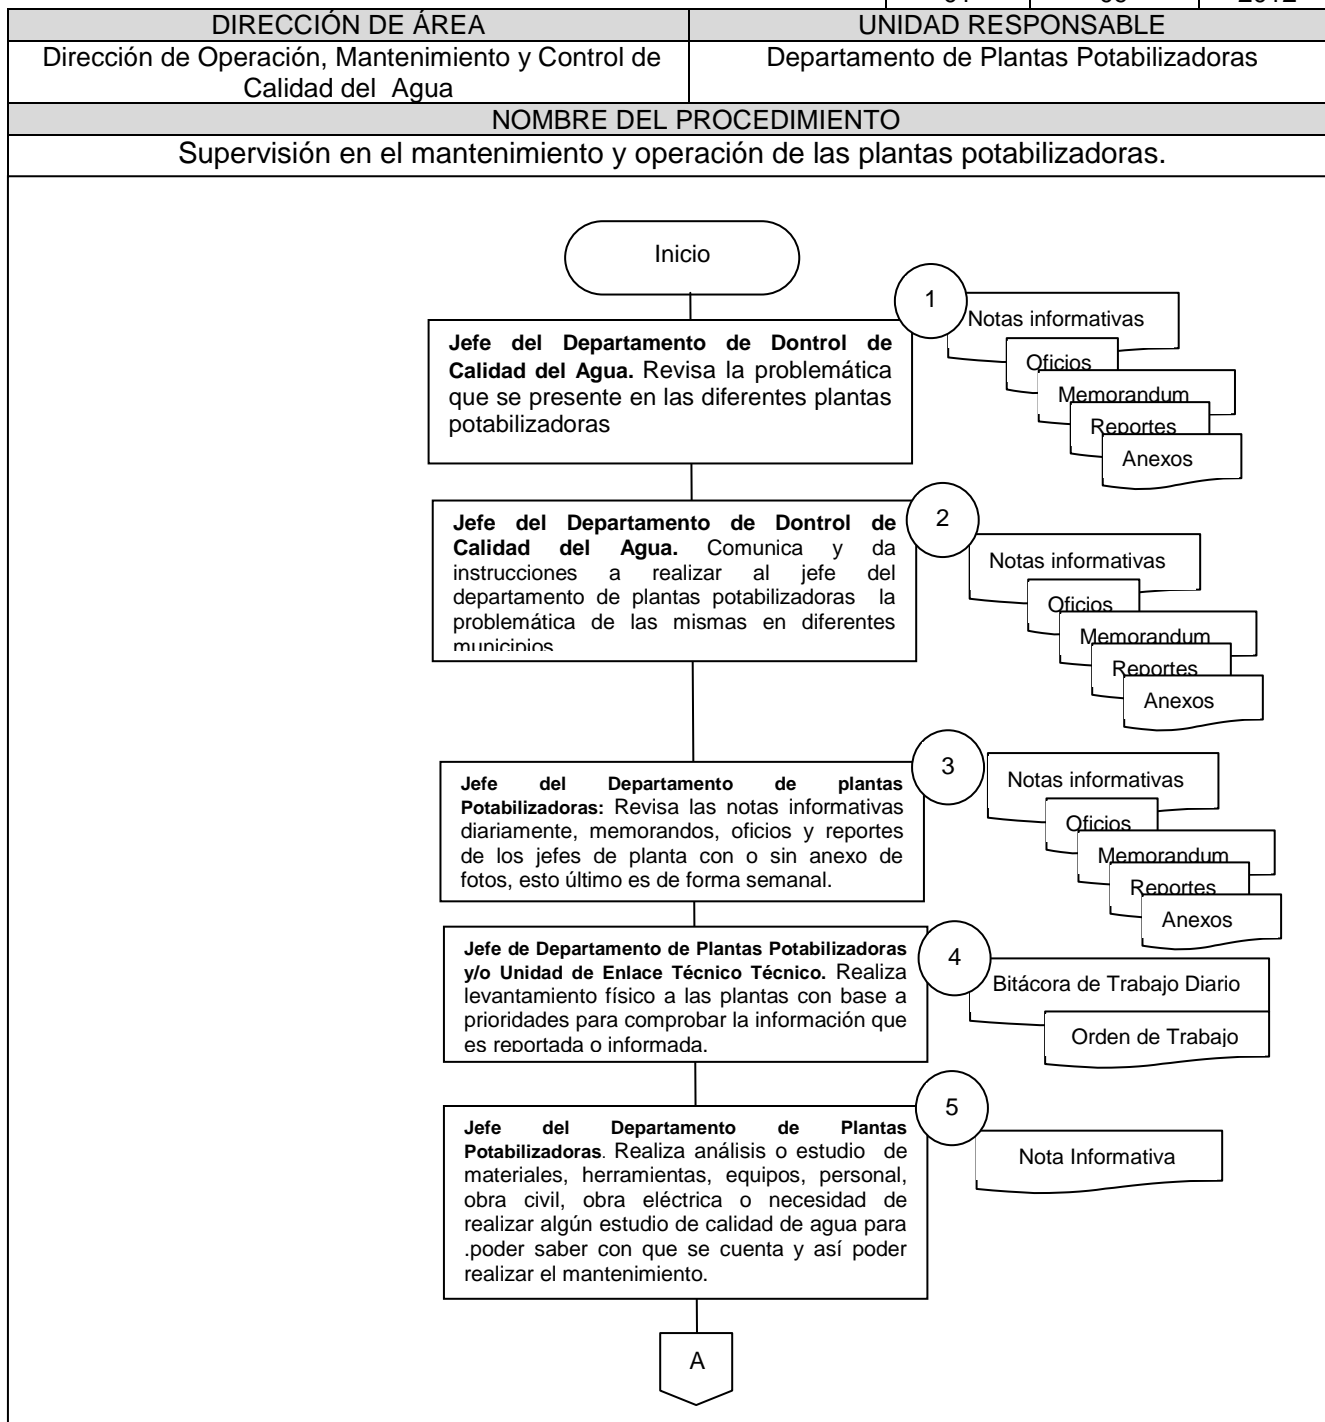 DIRECCIÓN DE ÁREA
UNIDAD RESPONSABLE
Dirección de Operación, Mantenimiento y Control de
Calidad del Agua
Departamento de Plantas Potabilizadoras
NOMBRE DEL PROCEDIMIENTO
Supervisión en el mantenimiento y operación de las plantas potabilizadoras.
Inicio
1
Jefe del Departamento de Dontrol de
Calidad del Agua. Revisa la problemática
que se presente en las diferentes plantas
potabilizadoras
Notas informativas
Oficios
Memorandum
Reportes
Anexos
2
Jefe del Departamento de Dontrol de
Calidad del Agua. Comunica y da
instrucciones a realizar al jefe del
departamento de plantas potabilizadoras la
problemática de las mismas en diferentes
municipios
Notas informativas
Oficios
Memorandum
Reportes
Anexos
3
Jefe del Departamento de plantas
Potabilizadoras: Revisa las notas informativas
diariamente, memorandos, oficios y reportes
de los jefes de planta con o sin anexo de
fotos, esto último es de forma semanal.
Notas informativas
Oficios
Memorandum
Reportes
Anexos
4
Jefe de Departamento de Plantas Potabilizadoras
y/o Unidad de Enlace Técnico Técnico. Realiza
levantamiento físico a las plantas con base a
prioridades para comprobar la información que
es reportada o informada.
Bitácora de Trabajo Diario
Orden de Trabajo
5
Jefe del Departamento de Plantas
Potabilizadoras. Realiza análisis o estudio de
materiales, herramientas, equipos, personal,
obra civil, obra eléctrica o necesidad de
realizar algún estudio de calidad de agua para
.poder saber con que se cuenta y así poder
realizar el mantenimiento.
Nota Informativa
A